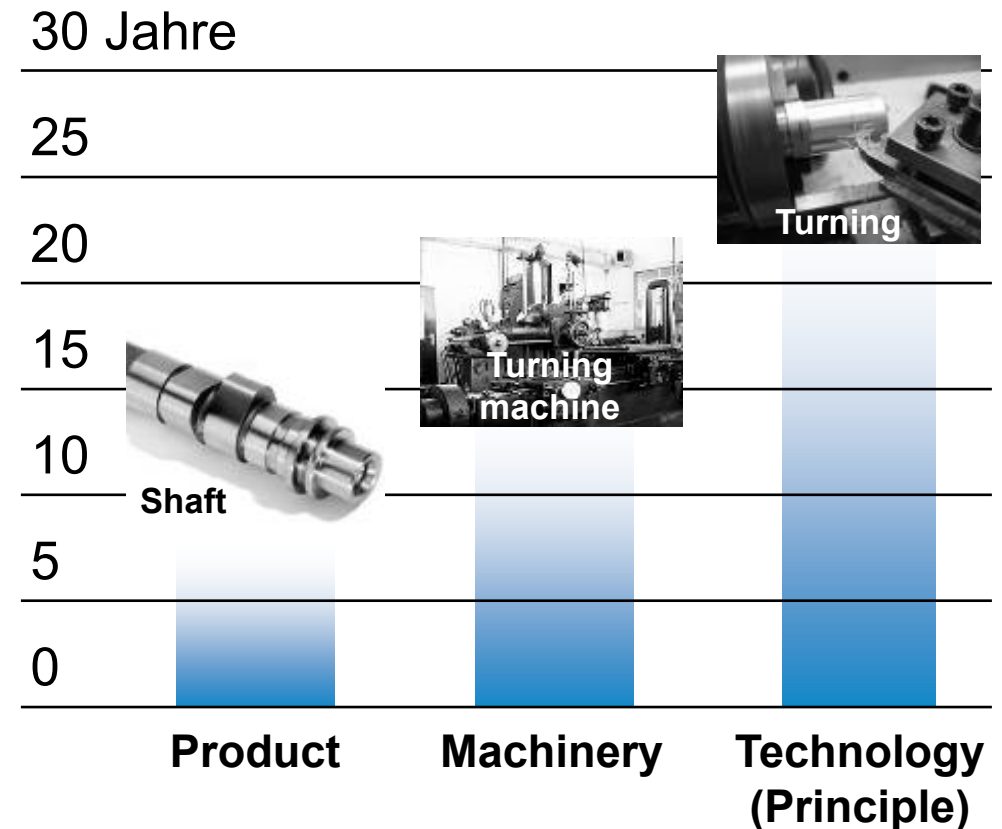 30 Jahre
25
Turning
20
15
Turning
machine
10
Shaft
5
0
Product Machinery Technology
(Principle)